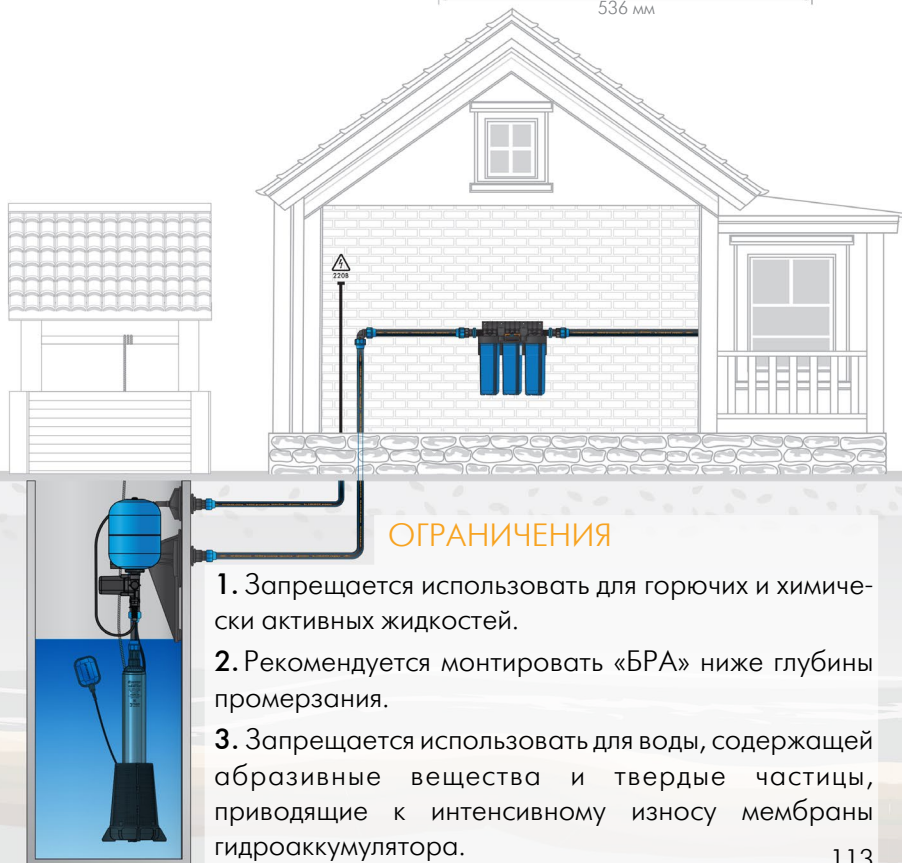 536 мм
220В
ОГРАНИЧЕНИЯ
1. Запрещается использовать для горючих и химиче-
ски активных жидкостей.
2. Рекомендуется монтировать «БРА» ниже глубины
промерзания.
3. Запрещается использовать для воды, содержащей
абразивные вещества и твердые частицы,
приводящие к интенсивному износу мембраны
гидроаккумулятора.
113